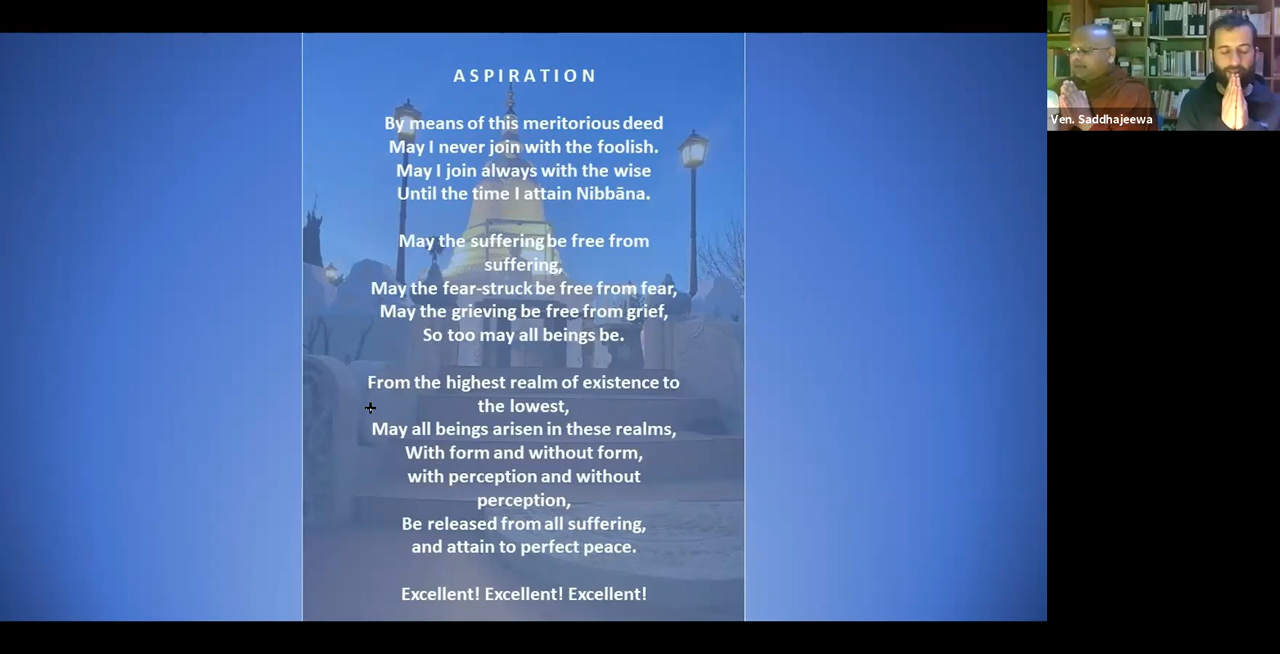 ASPIRATION
By means of this meritorious deed
May I never join with the foolish.
May I join always with the wise
Until the time I attain Nibbāna.
May the suffering be free from
suffering,
May the fear-struck be free from fear,
May the grieving be free from grief,
So too may all beings be.
From the highest realm of existence to
the lowest,
May all beings arisen in these realms,
With form and without form,
with perception and without
perception,
Be released from all suffering,
and attain to perfect peace.
Excellent! Excellent! Excellent!
Ven. Saddhajeewa